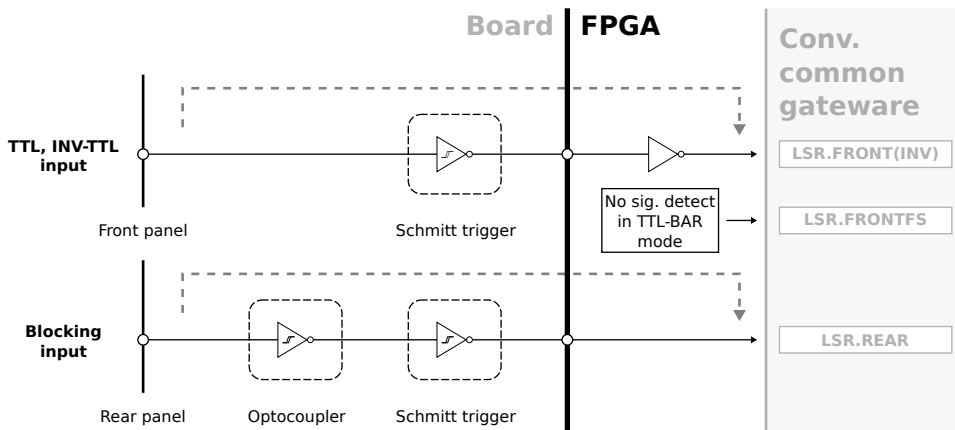 Board FPGA
Conv.
common
gateware
TTL, INV-TTL
input
LSR.FRONT(INV)
No sig. detect
in TTL-BAR
mode
LSR.FRONTFS
Front panel
Schmitt trigger
Blocking
input
LSR.REAR
Rear panel
Optocoupler
Schmitt trigger